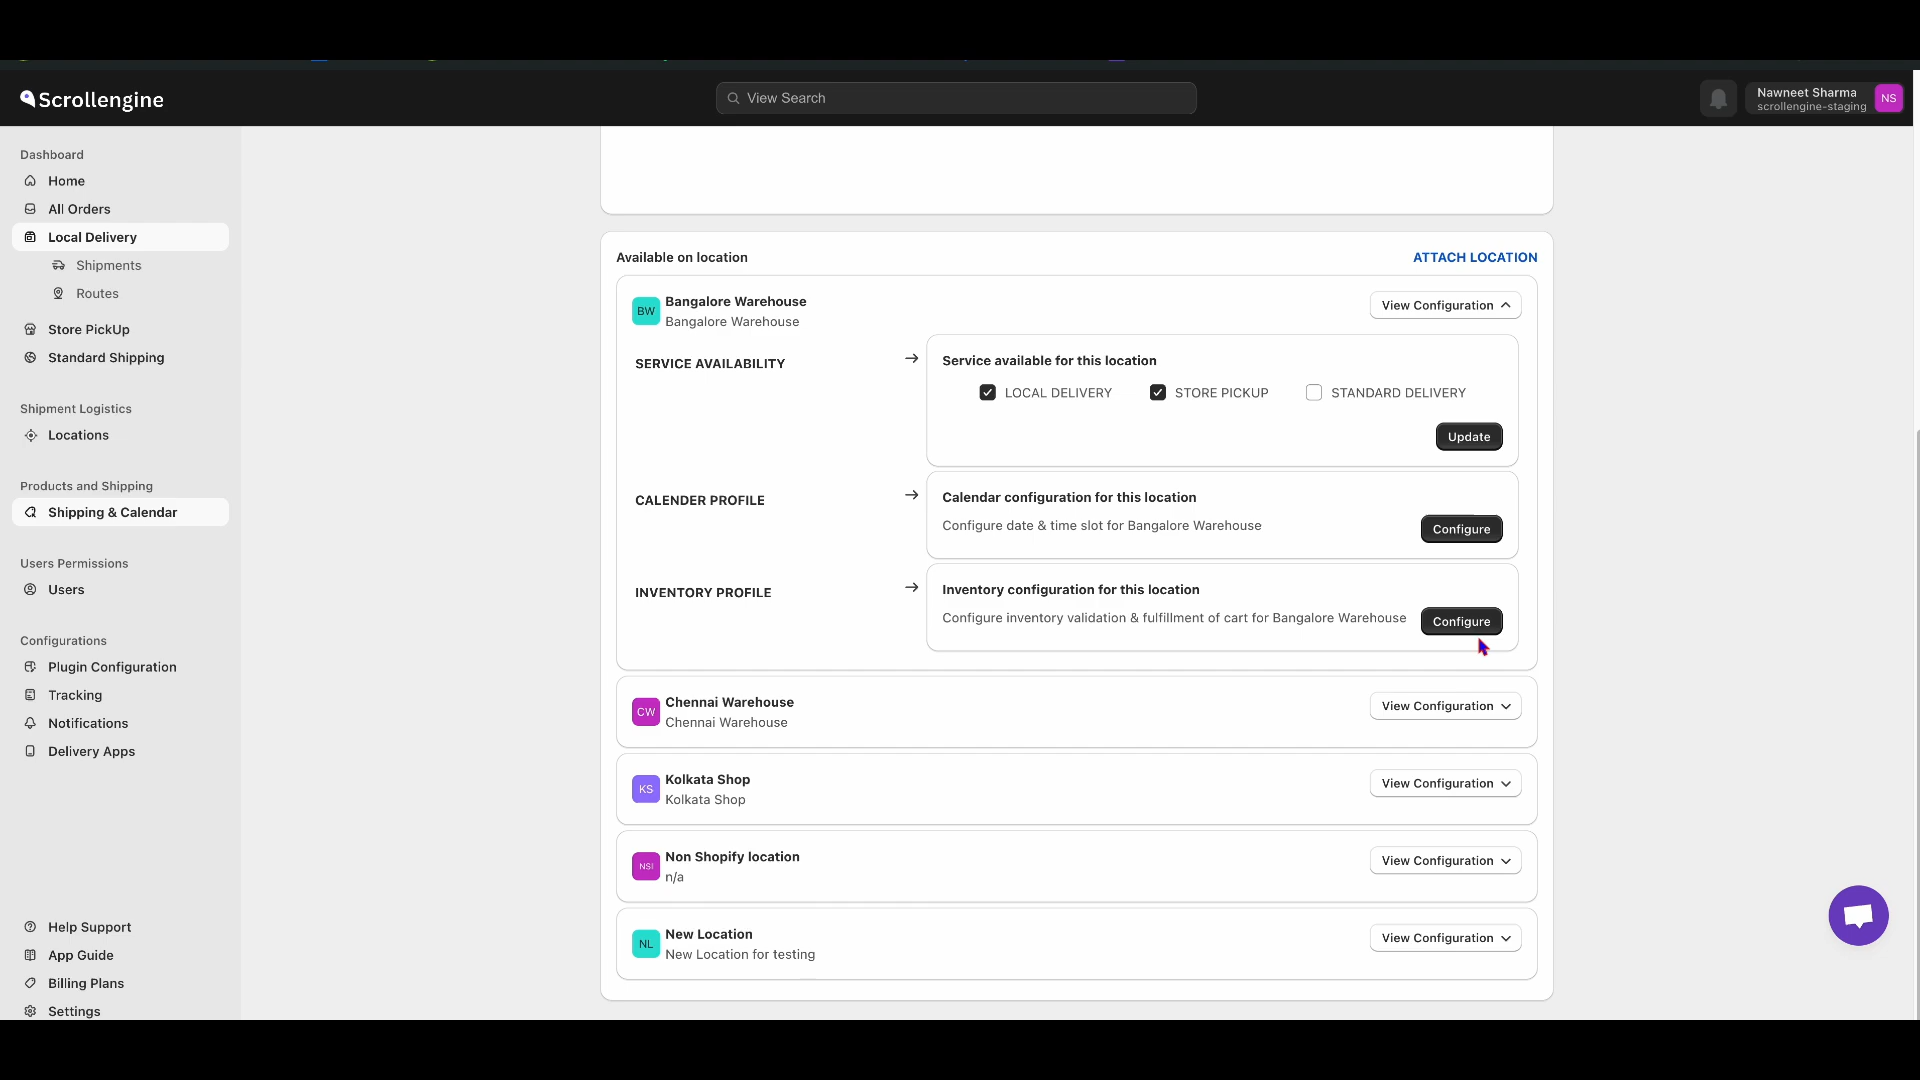 Scrollengine
View Search
Nawneet Sharma
scrollengine-staging
NS
Dashboard
Home
All Orders
Local Delivery
Shipments
Routes
Store PickUp
Standard Shipping
Shipment Logistics
Locations
Products and Shipping
Shipping & Calendar
Users Permissions
Users
Configurations
Plugin Configuration
Tracking
Notifications
Delivery Apps
Help Support
App Guide
Billing Plans
Settings
Available on location
ATTACH LOCATION
BW
Bangalore Warehouse
Bangalore Warehouse
View Configuration
SERVICE AVAILABILITY
Service available for this location
LOCAL DELIVERY
STORE PICKUP
STANDARD DELIVERY
Update
CALENDER PROFILE
Calendar configuration for this location
Configure date & time slot for Bangalore Warehouse
Configure
INVENTORY PROFILE
Inventory configuration for this location
Configure inventory validation & fulfillment of cart for Bangalore Warehouse
Configure
CW
Chennai Warehouse
Chennai Warehouse
View Configuration
KS
Kolkata Shop
Kolkata Shop
View Configuration
NSl
Non Shopify location
n/a
View Configuration
NL
New Location
New Location for testing
View Configuration